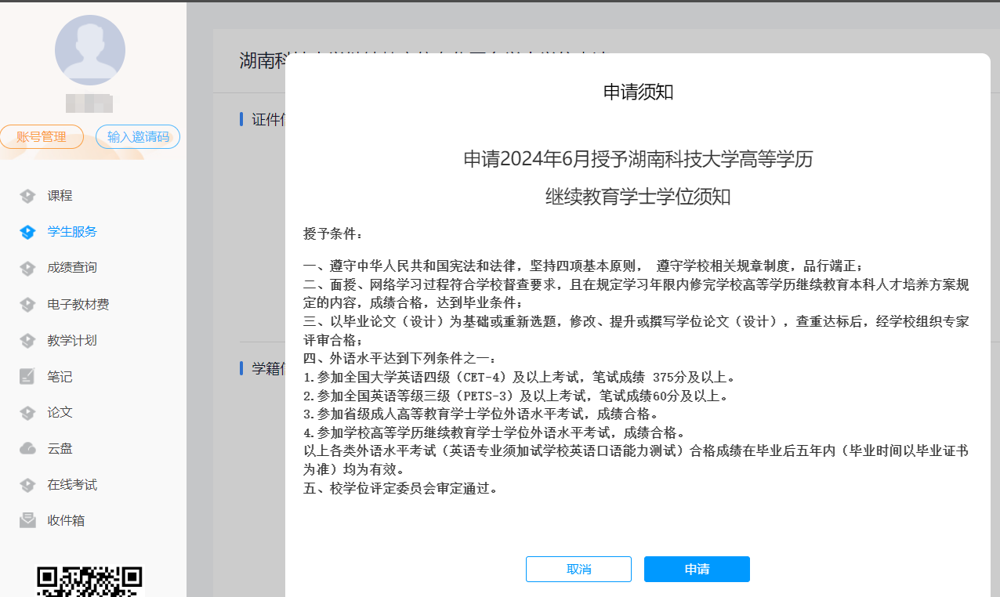 账号管理
输入邀请码
课程
学生服务
成绩查询
电子教材费
教学计划
笔记
论文
云盘
在线考试
收件箱
湖南科
证件
学籍
申请须知
申请2024年6月授予湖南科技大学高等学历
继续教育学士学位须知
授予条件：
一、遵守中华人民共和国宪法和法律，坚持四项基本原则， 遵守学校相关规章制度，品行端正；
二、面授、网络学习过程符合学校督查要求，且在规定学习年限内修完学校高等学历继续教育本科人才培养方案规
定的内容，成绩合格，达到毕业条件；
三、以毕业论文（设计）为基础或重新选题，修改、提升或撰写学位论文（设计），查重达标后，经学校组织专家
评审合格；
四、外语水平达到下列条件之一：
1.参加全国大学英语四级（CET-4）及以上考试，笔试成绩 375分及以上。
2.参加全国英语等级三级（PETS-3）及以上考试，笔试成绩60分及以上。
3.参加省级成人高等教育学士学位外语水平考试，成绩合格。
4.参加学校高等学历继续教育学士学位外语水平考试，成绩合格。
以上各类外语水平考试（英语专业须加试学校英语口语能力测试）合格成绩在毕业后五年内（毕业时间以毕业证书
为准）均为有效。
五、校学位评定委员会审定通过。
取消
申请